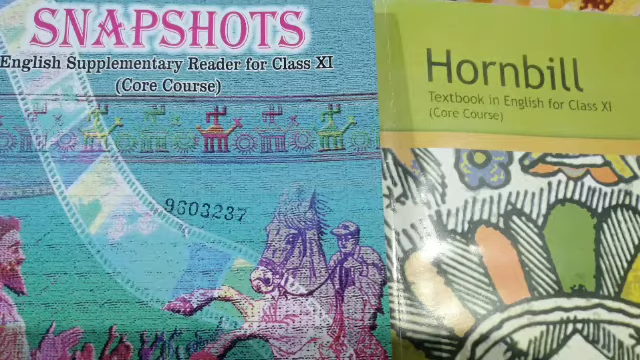 SNAPSHOTS
English Supplementary Reader for Class XI
(Core Course)
9603237
Hornbill
Textbook in English for Class XI
(Core Course)